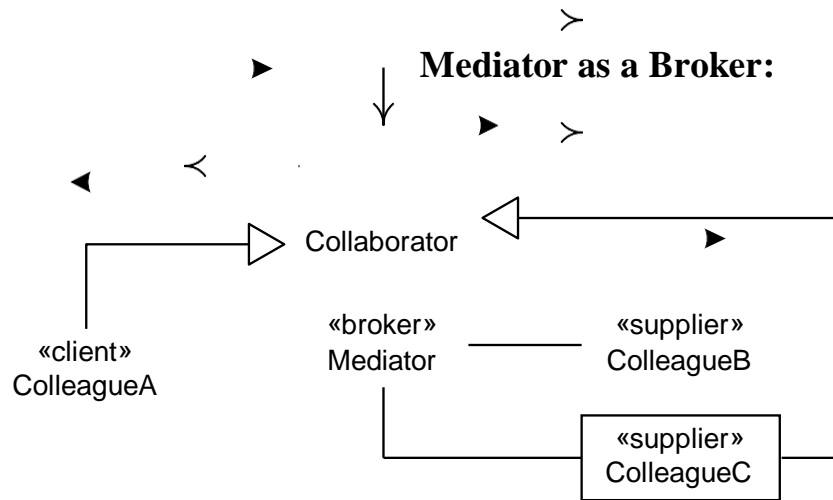 Mediator as a Broker:
Collaborator
«client»
ColleagueA
«broker»
Mediator
«supplier»
ColleagueB
«supplier»
ColleagueC